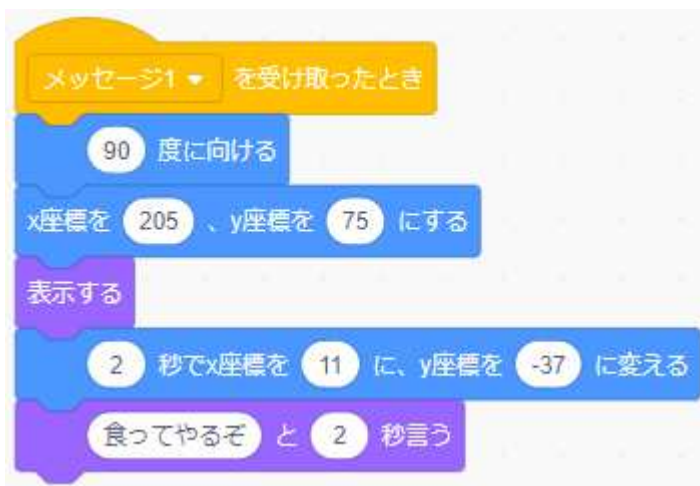 メッセージ1 を受け取ったとき
90 度に向ける
x座標を 205 、y座標を 75 にする
表示する
2 秒でx座標を 11 に、y座標を -37 に変える
食ってやるぞ と 2 秒言う